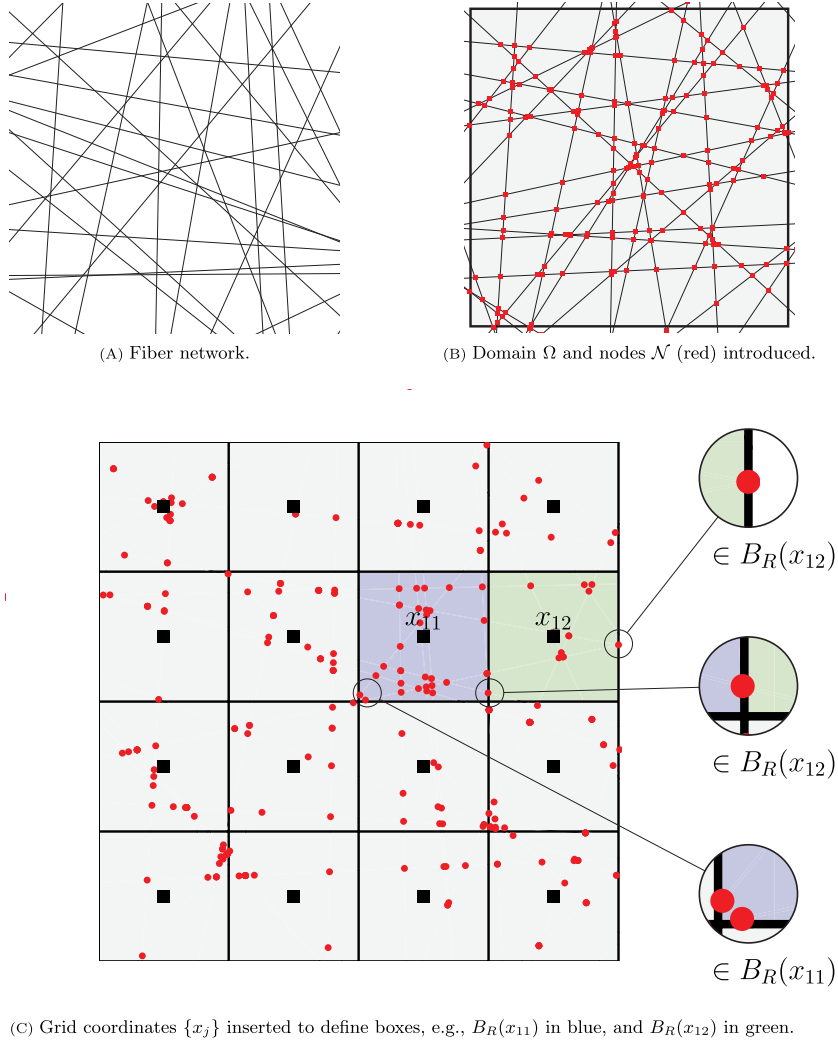 (A) Fiber network.
(B) Domain Ω and nodes 𝒩 (red) introduced.
x₁₁
x₁₂
∈ B_R(x₁₂)
∈ B_R(x₁₂)
∈ B_R(x₁₁)
(C) Grid coordinates {x_j} inserted to define boxes, e.g., B_R(x₁₁) in blue, and B_R(x₁₂) in green.